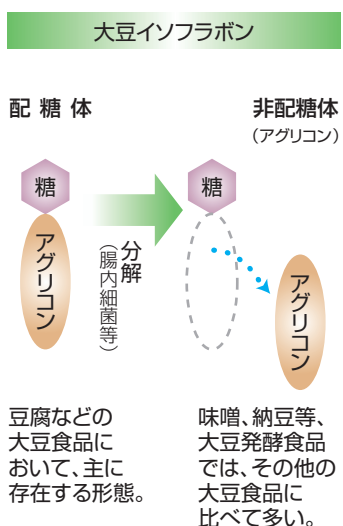 大豆イソフラボン
配糖体
非配糖体
(アグリコン)
糖
アグリコン
分解
(腸内細菌等)
糖
アグリコン
豆腐などの
大豆食品に
おいて、主に
存在する形態。
味噌、納豆等、
大豆発酵食品
では、その他の
大豆食品に
比べて多い。